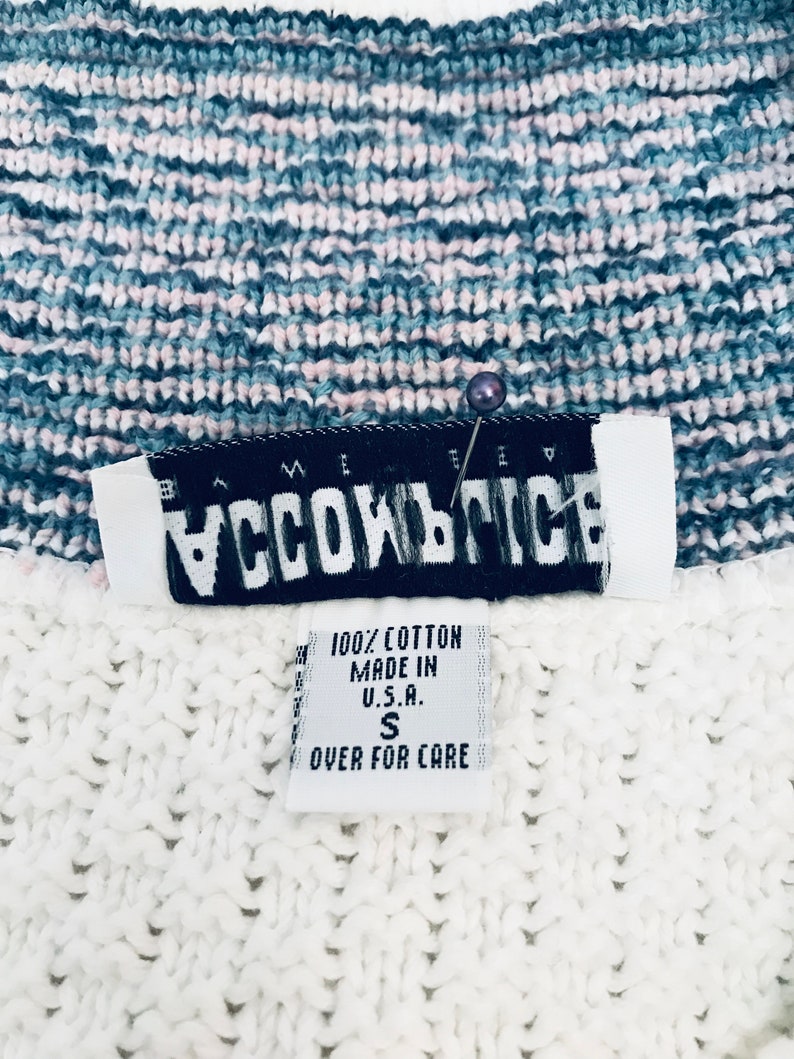 ACCOMPLICE
100% COTTON
MADE IN
U.S.A.
S
OVER FOR CARE